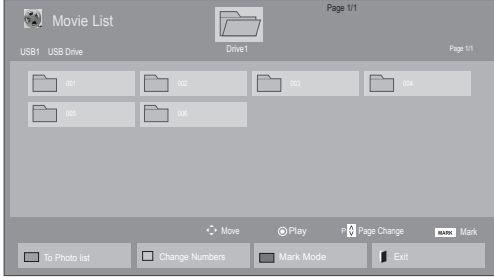 Page 1/1
Movie List
Drive1
USB1 USB Drive
Page 1/1
001 002 003 004
005 006
Move Play P Page Change MARK Mark
To Photo list Change Numbers Mark Mode Exit